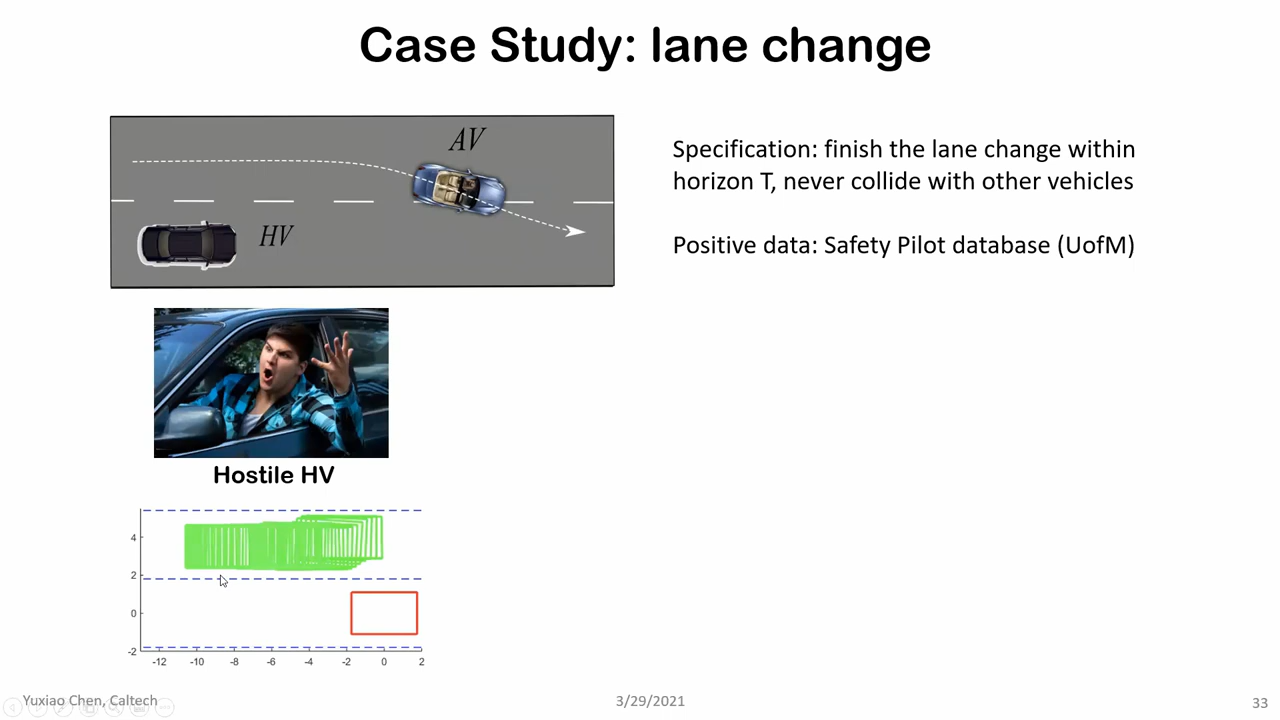 Case Study: lane change
AV
HV
Specification: finish the lane change within
horizon T, never collide with other vehicles
Positive data: Safety Pilot database (UofM)
Hostile HV
4
2
0
-2
-12 -10 -8 -6 -4 -2 0 2
Yuxiao Chen, Caltech
3/29/2021
33